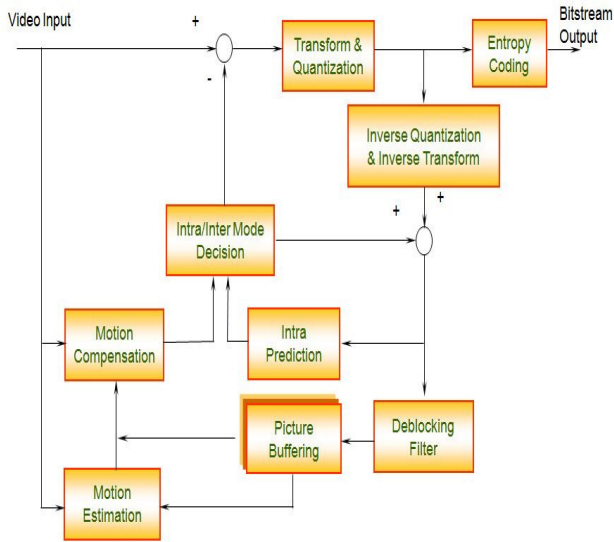 Video Input
+
-
Transform &
Quantization
Entropy
Coding
Bitstream
Output
Inverse Quantization
& Inverse Transform
+
+
Intra/Inter Mode
Decision
Motion
Compensation
Intra
Prediction
Picture
Buffering
Deblocking
Filter
Motion
Estimation